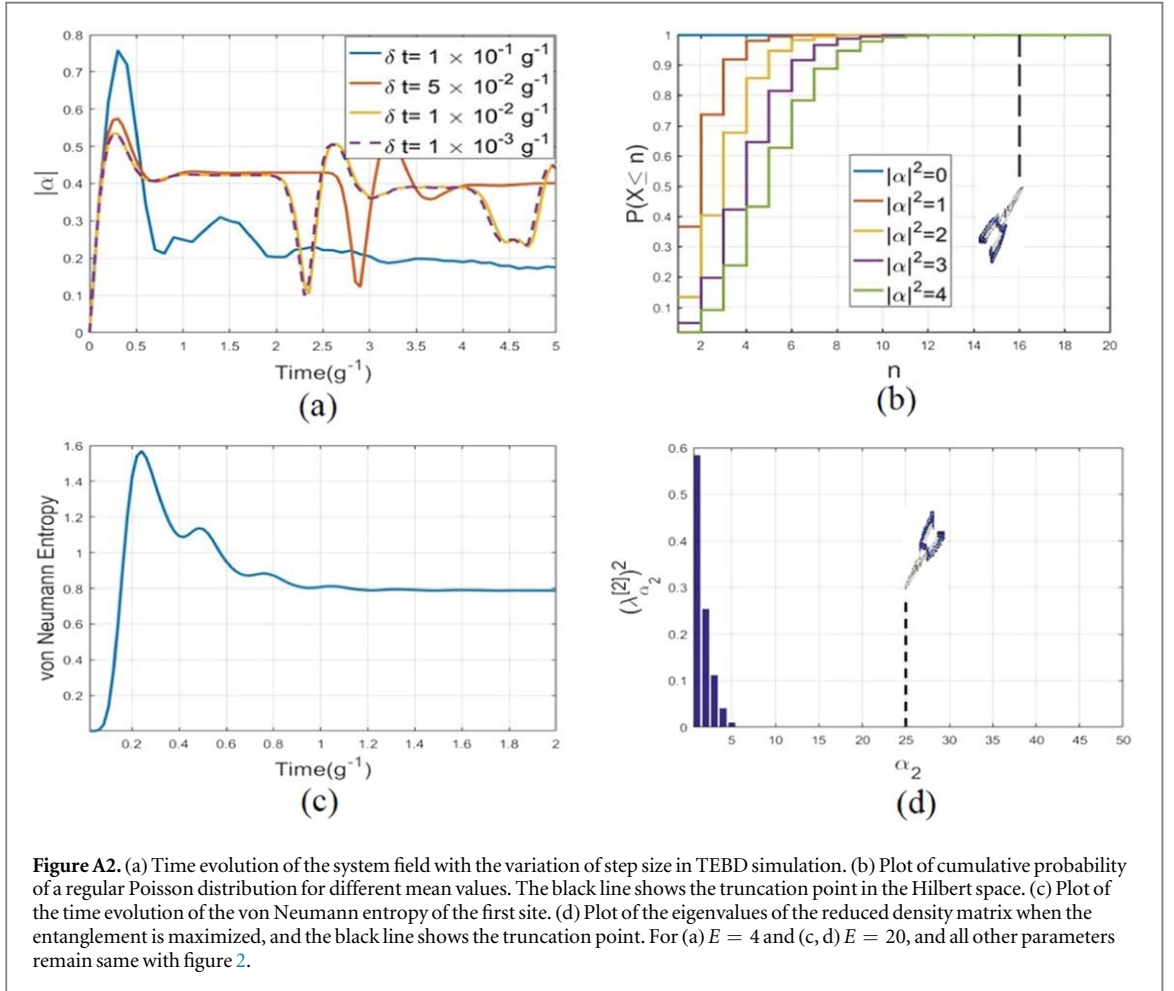 0.8
0.7
0.6
0.5
0.4
0.3
0.2
0.1
0
|α|
δ t= 1 × 10⁻¹ g⁻¹
δ t= 5 × 10⁻² g⁻¹
δ t= 1 × 10⁻² g⁻¹
δ t= 1 × 10⁻³ g⁻¹
0 0.5 1 1.5 2 2.5 3 3.5 4 4.5 5
Time(g⁻¹)
(a)
1
0.9
0.8
0.7
0.6
0.5
0.4
0.3
0.2
0.1
P(X≤ n)
|α|²=0
|α|²=1
|α|²=2
|α|²=3
|α|²=4
2 4 6 8 10 12 14 16 18 20
n
(b)
1.6
1.4
1.2
1
0.8
0.6
0.4
0.2
von Neumann Entropy
0.2 0.4 0.6 0.8 1 1.2 1.4 1.6 1.8 2
Time(g⁻¹)
(c)
0.6
0.5
0.4
0.3
0.2
0.1
0
(λ^{[2]}_{α₂})²
5 10 15 20 25 30 35 40 45 50
α₂
(d)
Figure A2. (a) Time evolution of the system field with the variation of step size in TEBD simulation. (b) Plot of cumulative probability
of a regular Poisson distribution for different mean values. The black line shows the truncation point in the Hilbert space. (c) Plot of
the time evolution of the von Neumann entropy of the first site. (d) Plot of the eigenvalues of the reduced density matrix when the
entanglement is maximized, and the black line shows the truncation point. For (a) E = 4 and (c, d) E = 20, and all other parameters
remain same with figure 2.